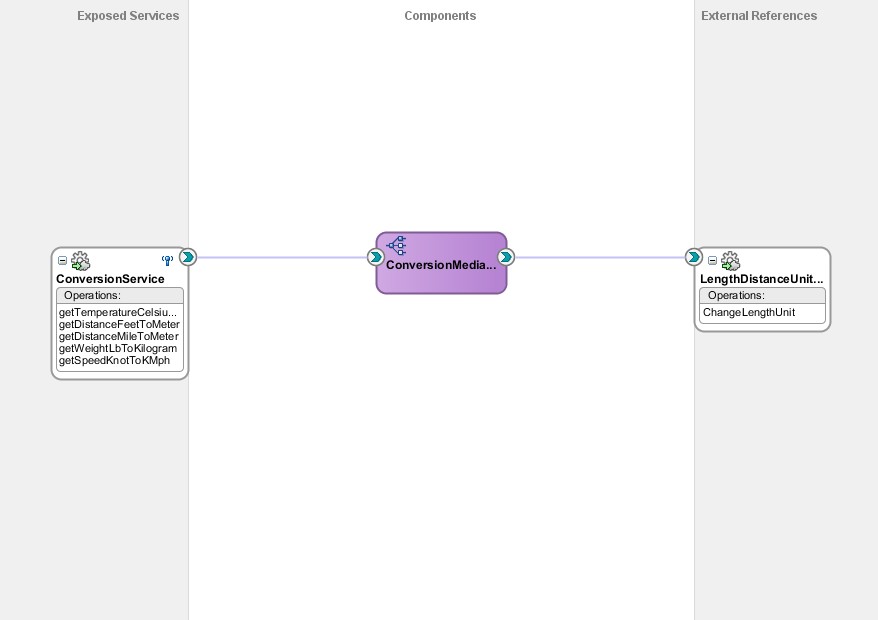 Exposed Services
Components
External References
ConversionService
Operations:
getTemperatureCelsiu...
getDistanceFeetToMeter
getDistanceMileToMeter
getWeightLbToKilogram
getSpeedKnotToKMph
ConversionMedia...
LengthDistanceUnit...
Operations:
ChangeLengthUnit